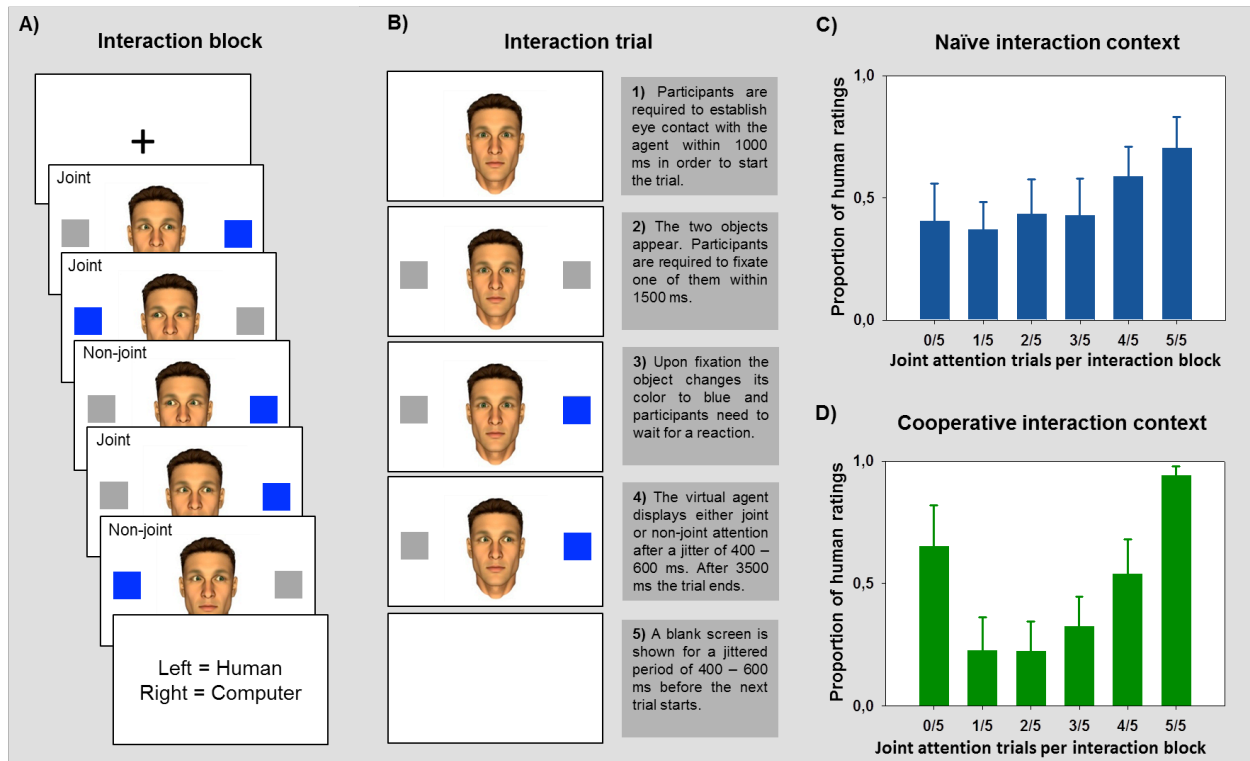 A)
Interaction block
Joint
Joint
Non-joint
Joint
Non-joint
Left = Human
Right = Computer
B)
Interaction trial
1) Participants are
required to establish
eye contact with the
agent within 1000
ms in order to start
the trial.
2) The two objects
appear. Participants
are required to fixate
one of them within
1500 ms.
3) Upon fixation the
object changes its
color to blue and
participants need to
wait for a reaction.
4) The virtual agent
displays either joint
or non-joint attention
after a jitter of 400 –
600 ms. After 3500
ms the trial ends.
5) A blank screen is
shown for a jittered
period of 400 – 600
ms before the next
trial starts.
C)
Naïve interaction context
Proportion of human ratings
1,0
0,5
0,0
0/5 1/5 2/5 3/5 4/5 5/5
Joint attention trials per interaction block
D)
Cooperative interaction context
Proportion of human ratings
1,0
0,5
0,0
0/5 1/5 2/5 3/5 4/5 5/5
Joint attention trials per interaction block